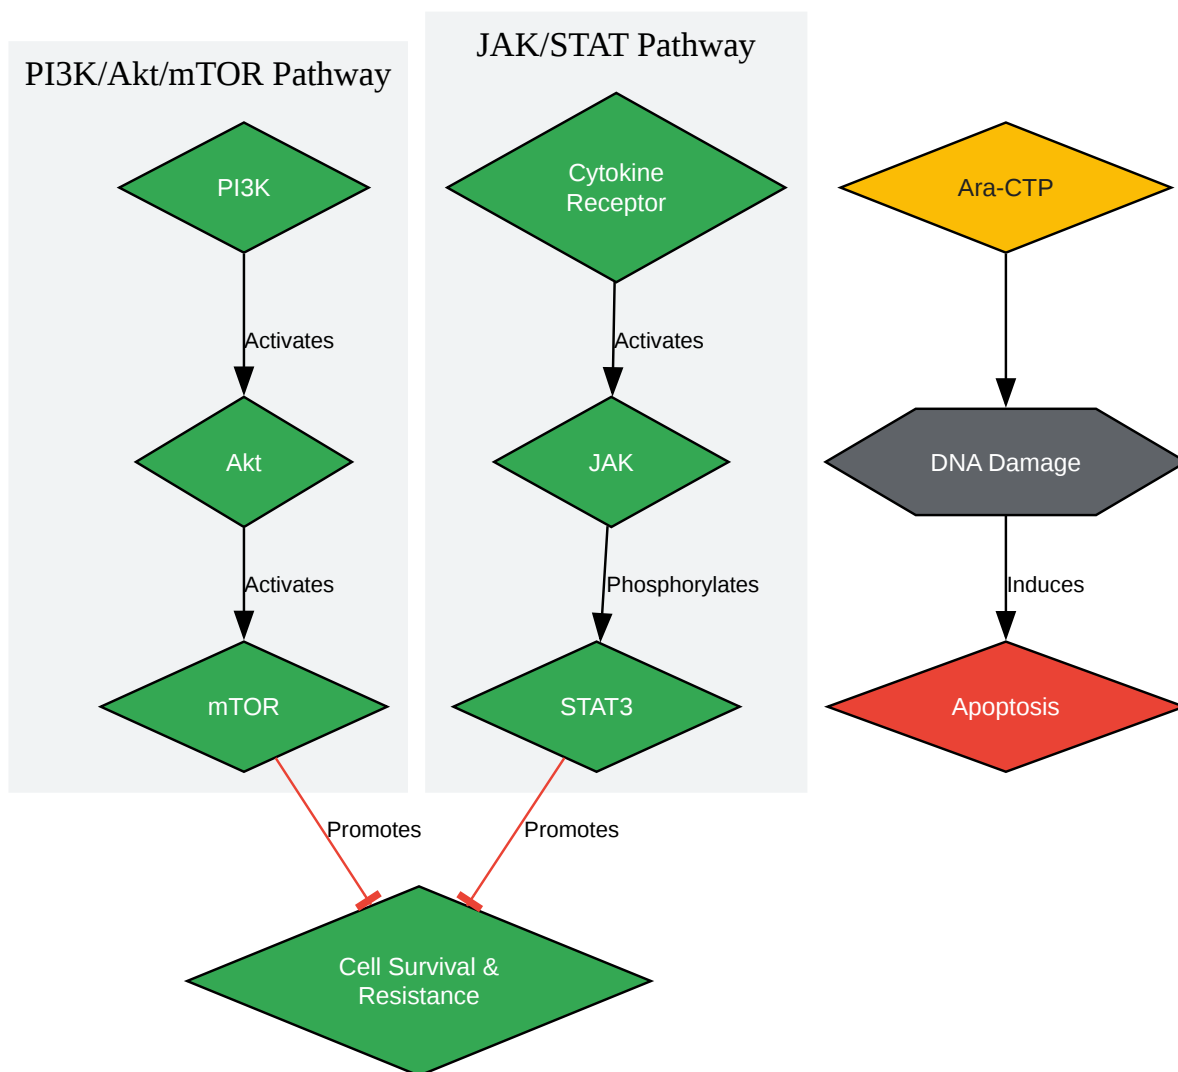 PI3K/Akt/mTOR Pathway
JAK/STAT Pathway
PI3K
Cytokine
Receptor
Ara-CTP
Activates
Activates
Akt
JAK
DNA Damage
Activates
Phosphorylates
Induces
mTOR
STAT3
Apoptosis
Promotes
Promotes
Cell Survival &
Resistance